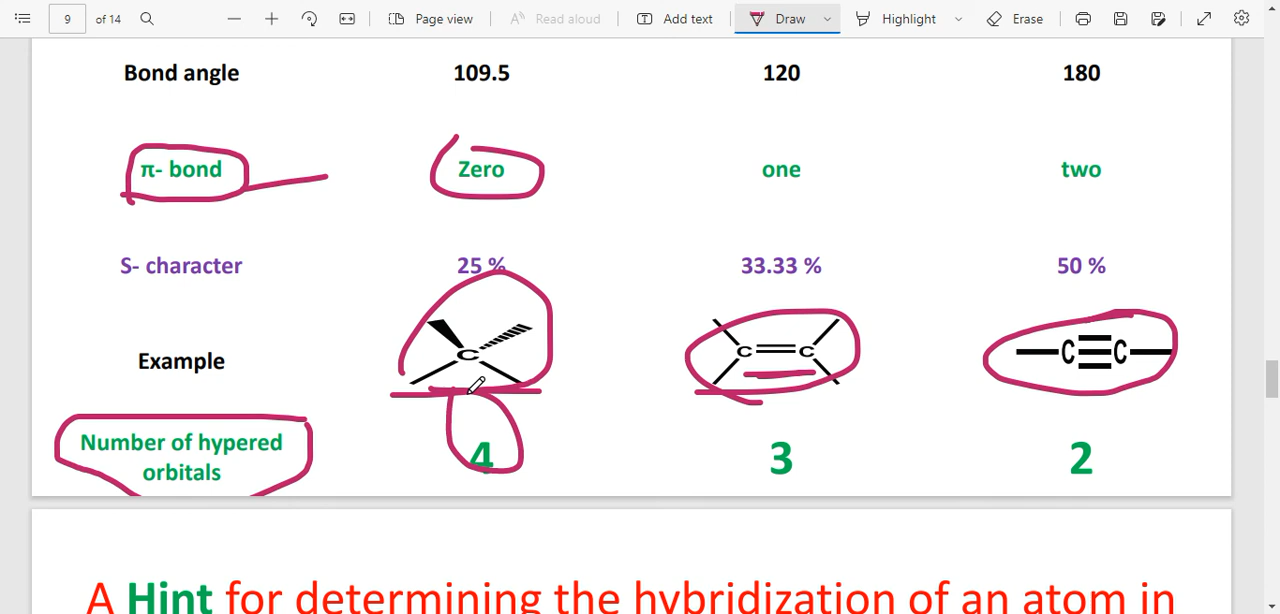 9 of 14 Page view Read aloud Add text Draw Highlight Erase
Bond angle 109.5 120 180
π- bond Zero one two
S- character 25 % 33.33 % 50 %
Example C C C C C
Number of hypered
orbitals 4 3 2
A Hint for determining the hybridization of an atom in